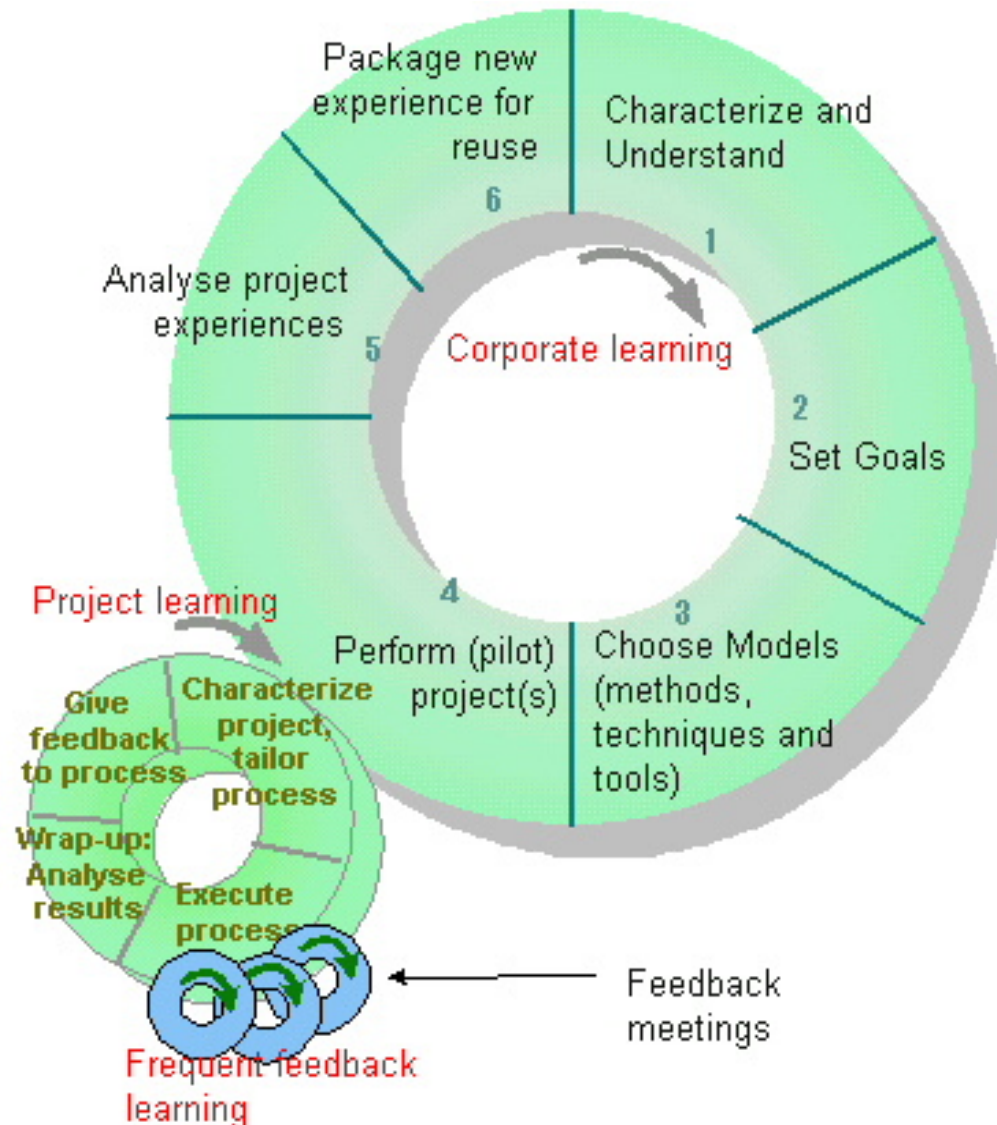 Package new
experience for
reuse
6
Characterize and
Understand
1
Analyse project
experiences
5
Corporate learning
2
Set Goals
4
Perform (pilot)
project(s)
3
Choose Models
(methods,
techniques and
tools)
Project learning
Give
feedback
to process
Characterize
project,
tailor
process
Wrap-up:
Analyse
results
Execute
process
Feedback
meetings
Frequent feedback
learning